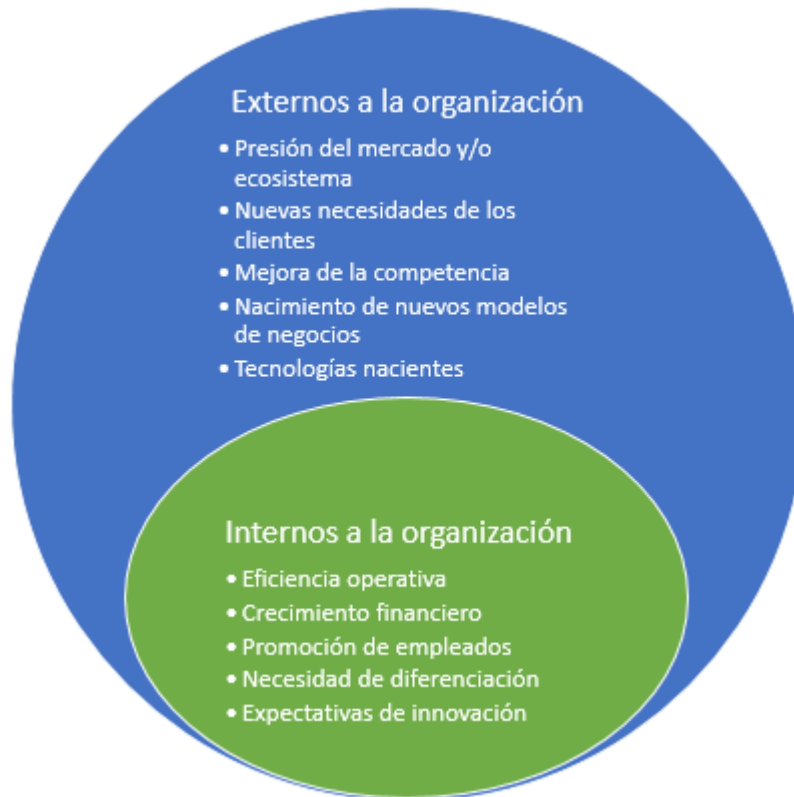 Externos a la organización
• Presión del mercado y/o
ecosistema
• Nuevas necesidades de los
clientes
• Mejora de la competencia
• Nacimiento de nuevos modelos
de negocios
• Tecnologías nacientes
Internos a la organización
• Eficiencia operativa
• Crecimiento financiero
• Promoción de empleados
• Necesidad de diferenciación
• Expectativas de innovación